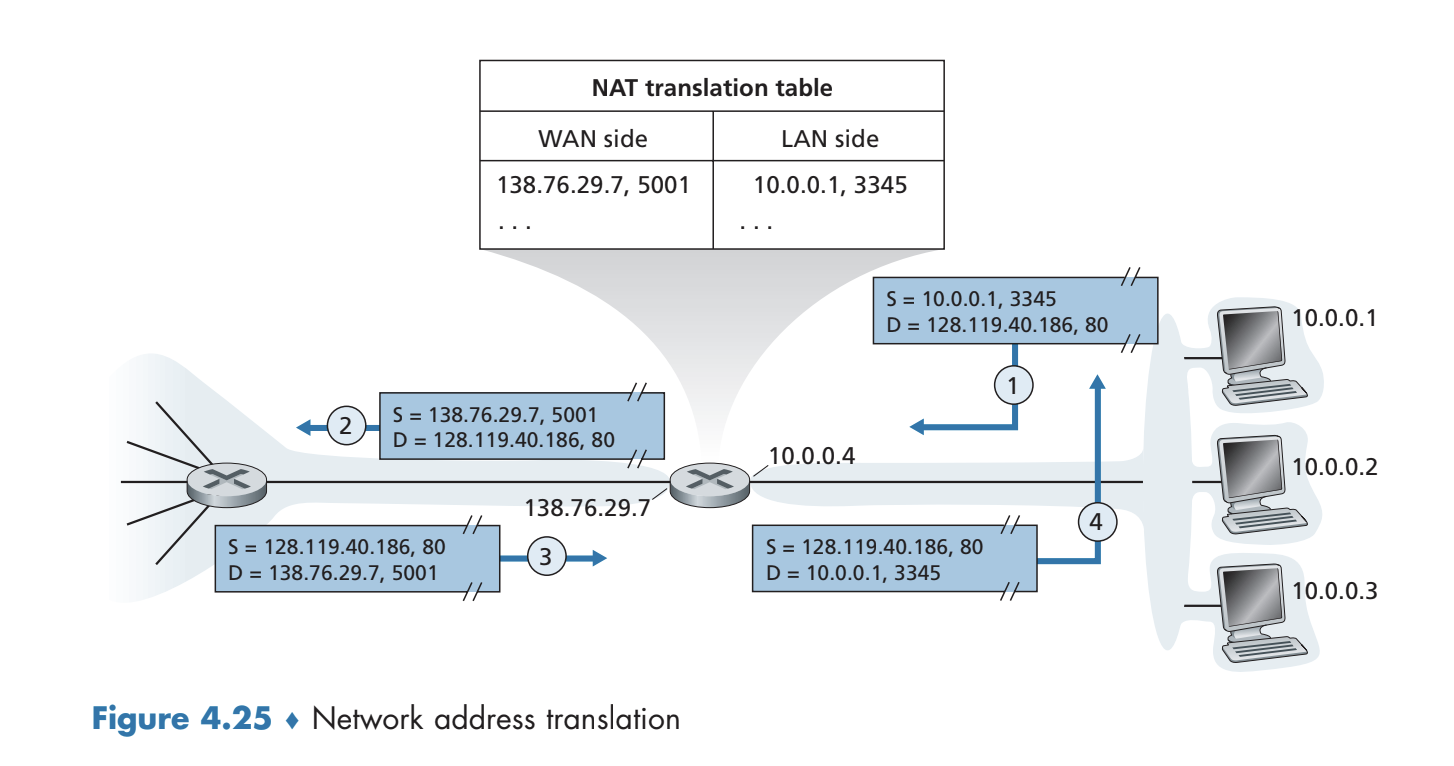 NAT translation table
WAN side LAN side
138.76.29.7, 5001 10.0.0.1, 3345
. . . . . .
S = 10.0.0.1, 3345
D = 128.119.40.186, 80
10.0.0.1
1
S = 138.76.29.7, 5001
D = 128.119.40.186, 80
2
10.0.0.4
10.0.0.2
138.76.29.7
S = 128.119.40.186, 80
D = 138.76.29.7, 5001
3
S = 128.119.40.186, 80
D = 10.0.0.1, 3345
4
10.0.0.3
Figure 4.25 ♦ Network address translation